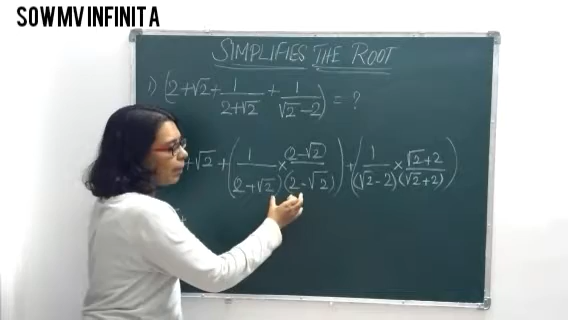 SOWMV INFINITA
SIMPLIFIES THE ROOT
1) (2+√2+1/(2+√2)+1/(√2-2)) = ?
+√2+(1/(2+√2)×(2-√2)/(2-√2))+(1/(√2-2)×(√2+2)/(√2+2))
+